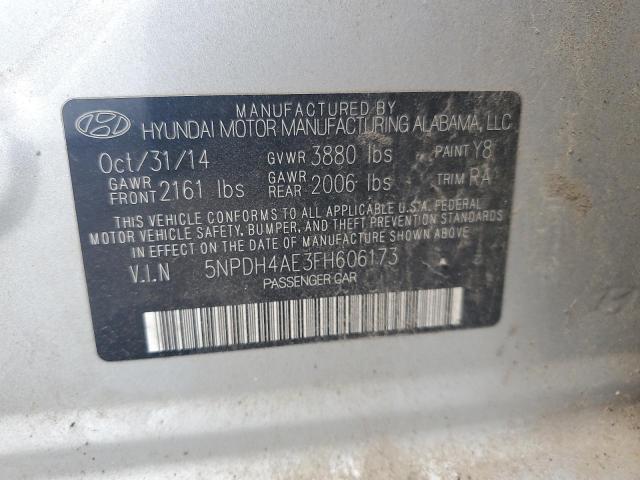 MANUFACTURED BY
HYUNDAI MOTOR MANUFACTURING ALABAMA, LLC
Oct/31/14 GVWR 3880 lbs PAINT Y8
GAWR FRONT 2161 lbs GAWR REAR 2006 lbs TRIM RA
THIS VEHICLE CONFORMS TO ALL APPLICABLE U.S.A. FEDERAL
MOTOR VEHICLE SAFETY, BUMPER, AND THEFT PREVENTION STANDARDS
IN EFFECT ON THE DATE OF MANUFACTURE SHOWN ABOVE.
V.I.N 5NPDH4AE3FH606173
PASSENGER CAR